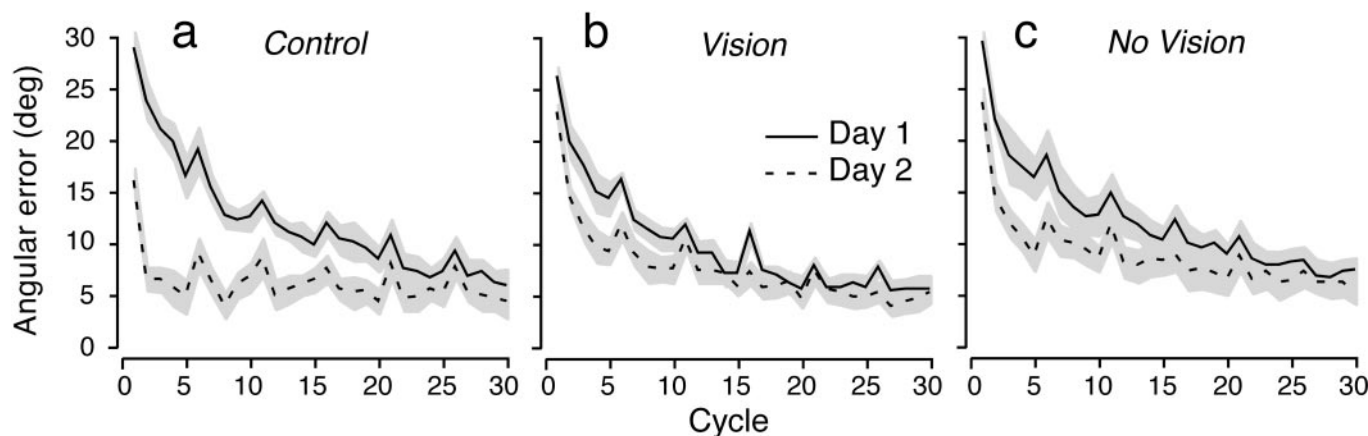 a Control
b Vision
c No Vision
Angular error (deg)
30
25
20
15
10
5
0
Day 1
Day 2
0 5 10 15 20 25 30
0 5 10 15 20 25 30
0 5 10 15 20 25 30
Cycle